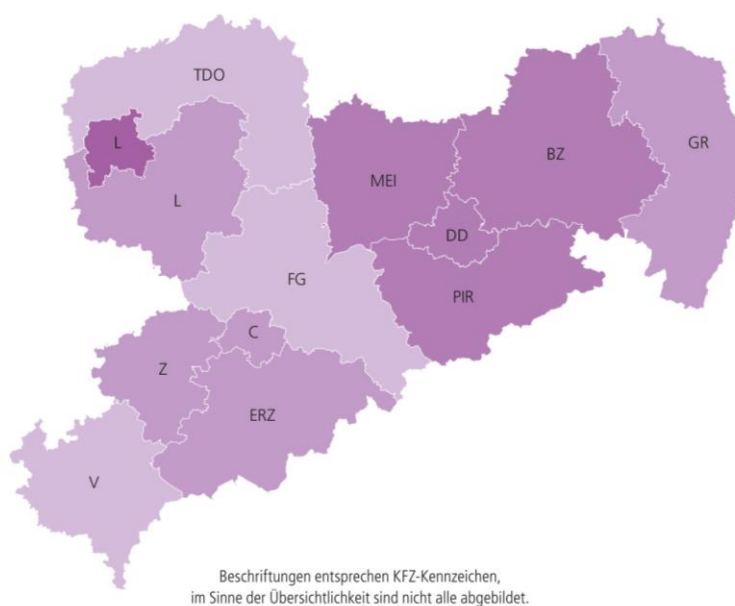 TDO
L
L
MEI
BZ
GR
DD
FG
PIR
C
Z
ERZ
V
Beschriftungen entsprechen KFZ-Kennzeichen,
im Sinne der Übersichtlichkeit sind nicht alle abgebildet.